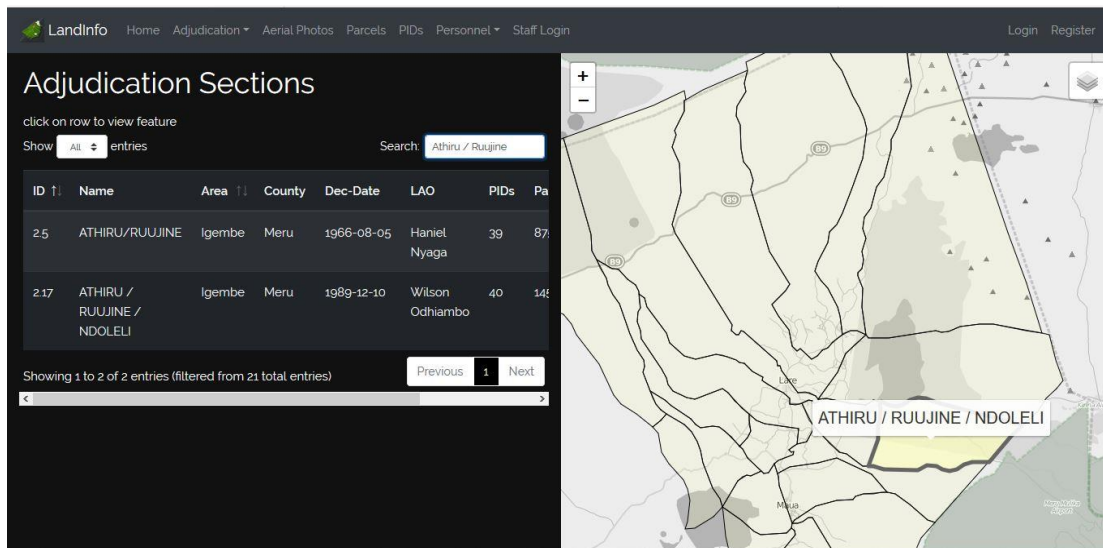 LandInfo Home Adjudication Aerial Photos Parcels PIDs Personnel Staff Login Login Register
Adjudication Sections
click on row to view feature
Show All entries Search: Athiru / Ruujine
ID Name Area County Dec-Date LAO PIDs Pa
2.5 ATHIRU/RUUJINE Igembe Meru 1966-08-05 Haniel Nyaga 39 87
2.17 ATHIRU / RUUJINE / NDOLELI Igembe Meru 1989-12-10 Wilson Odhiambo 40 145
Showing 1 to 2 of 2 entries (filtered from 21 total entries) Previous 1 Next
+
−
B9
B9
B9
Lare
ATHIRU / RUUJINE / NDOLELI
Maua